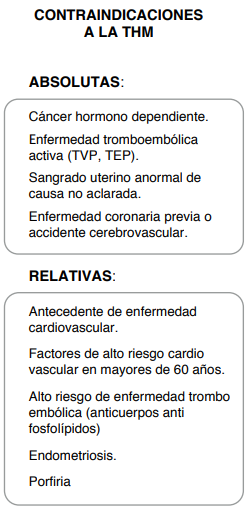 CONTRAINDICACIONES
A LA THM
ABSOLUTAS:
Cáncer hormono dependiente.
Enfermedad tromboembólica
activa (TVP, TEP).
Sangrado uterino anormal de
causa no aclarada.
Enfermedad coronaria previa o
accidente cerebrovascular.
RELATIVAS:
Antecedente de enfermedad
cardiovascular.
Factores de alto riesgo cardio
vascular en mayores de 60 años.
Alto riesgo de enfermedad trombo
embólica (anticuerpos anti
fosfolípidos)
Endometriosis.
Porfiria